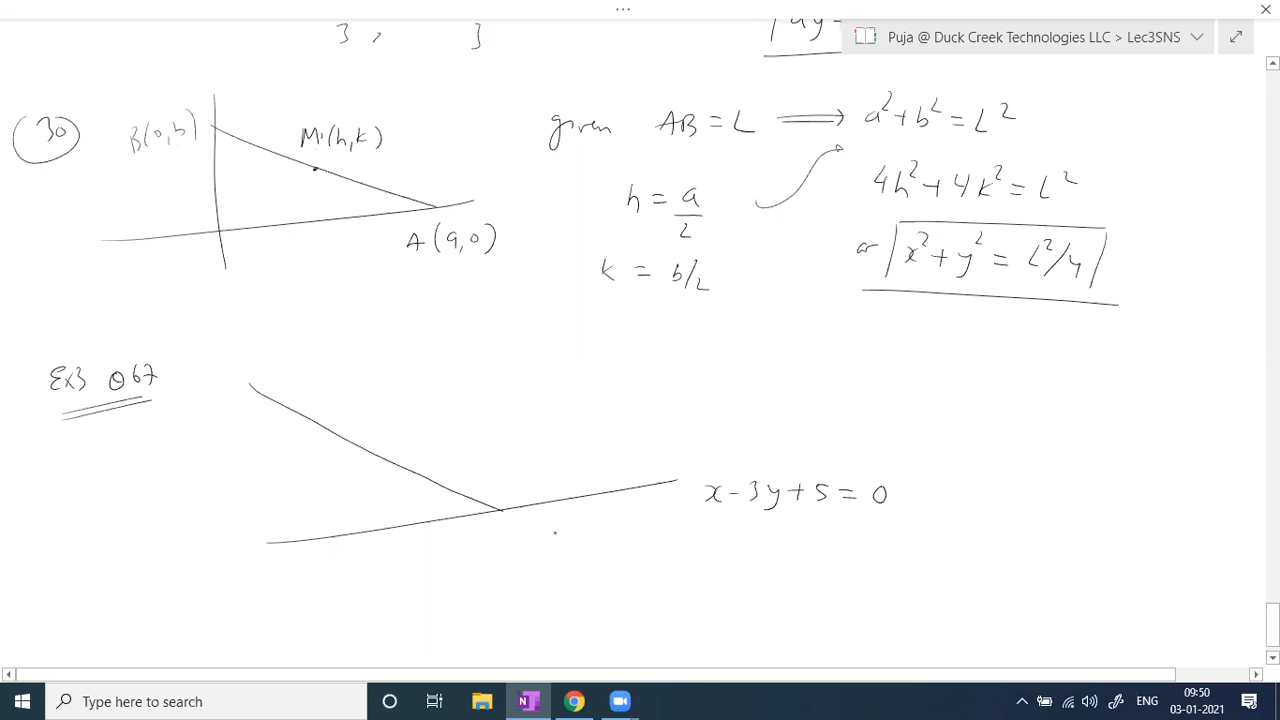 Puja @ Duck Creek Technologies LLC > Lec3SNS
3 ,   ]
30
B(0,b)
M(h,k)
A(a,0)
given AB = L ⟹ a² + b² = L²
h = a/2
k = b/2
4h² + 4k² = L²
or x² + y² = L²/4
Ex3 Q67
x - 3y + 5 = 0
Type here to search
ENG
09:50
03-01-2021